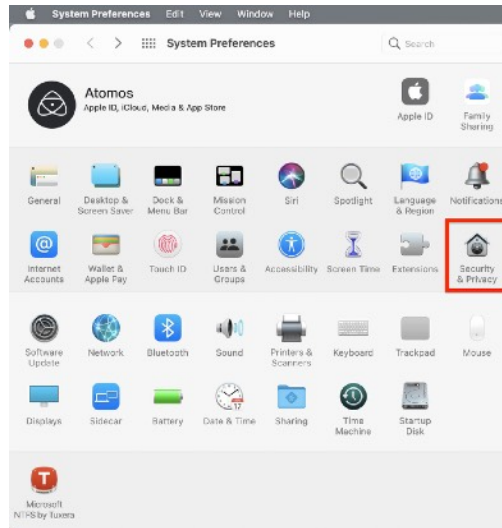 System Preferences Edit View Window Help
System Preferences
Search
Atomos
Apple ID, iCloud, Media & App Store
Apple ID
Family
Sharing
General
Desktop &
Screen Saver
Dock &
Menu Bar
Mission
Control
Siri
Spotlight
Language
& Region
Notifications
Internet
Accounts
Wallet &
Apple Pay
Touch ID
Users &
Groups
Accessibility
Screen Time
Extensions
Security
& Privacy
Software
Update
Network
Bluetooth
Sound
Printers &
Scanners
Keyboard
Trackpad
Mouse
Displays
Sidecar
Battery
17
Date & Time
Sharing
Time
Machine
Startup
Disk
T
Microsoft
NTFS by Tuxera